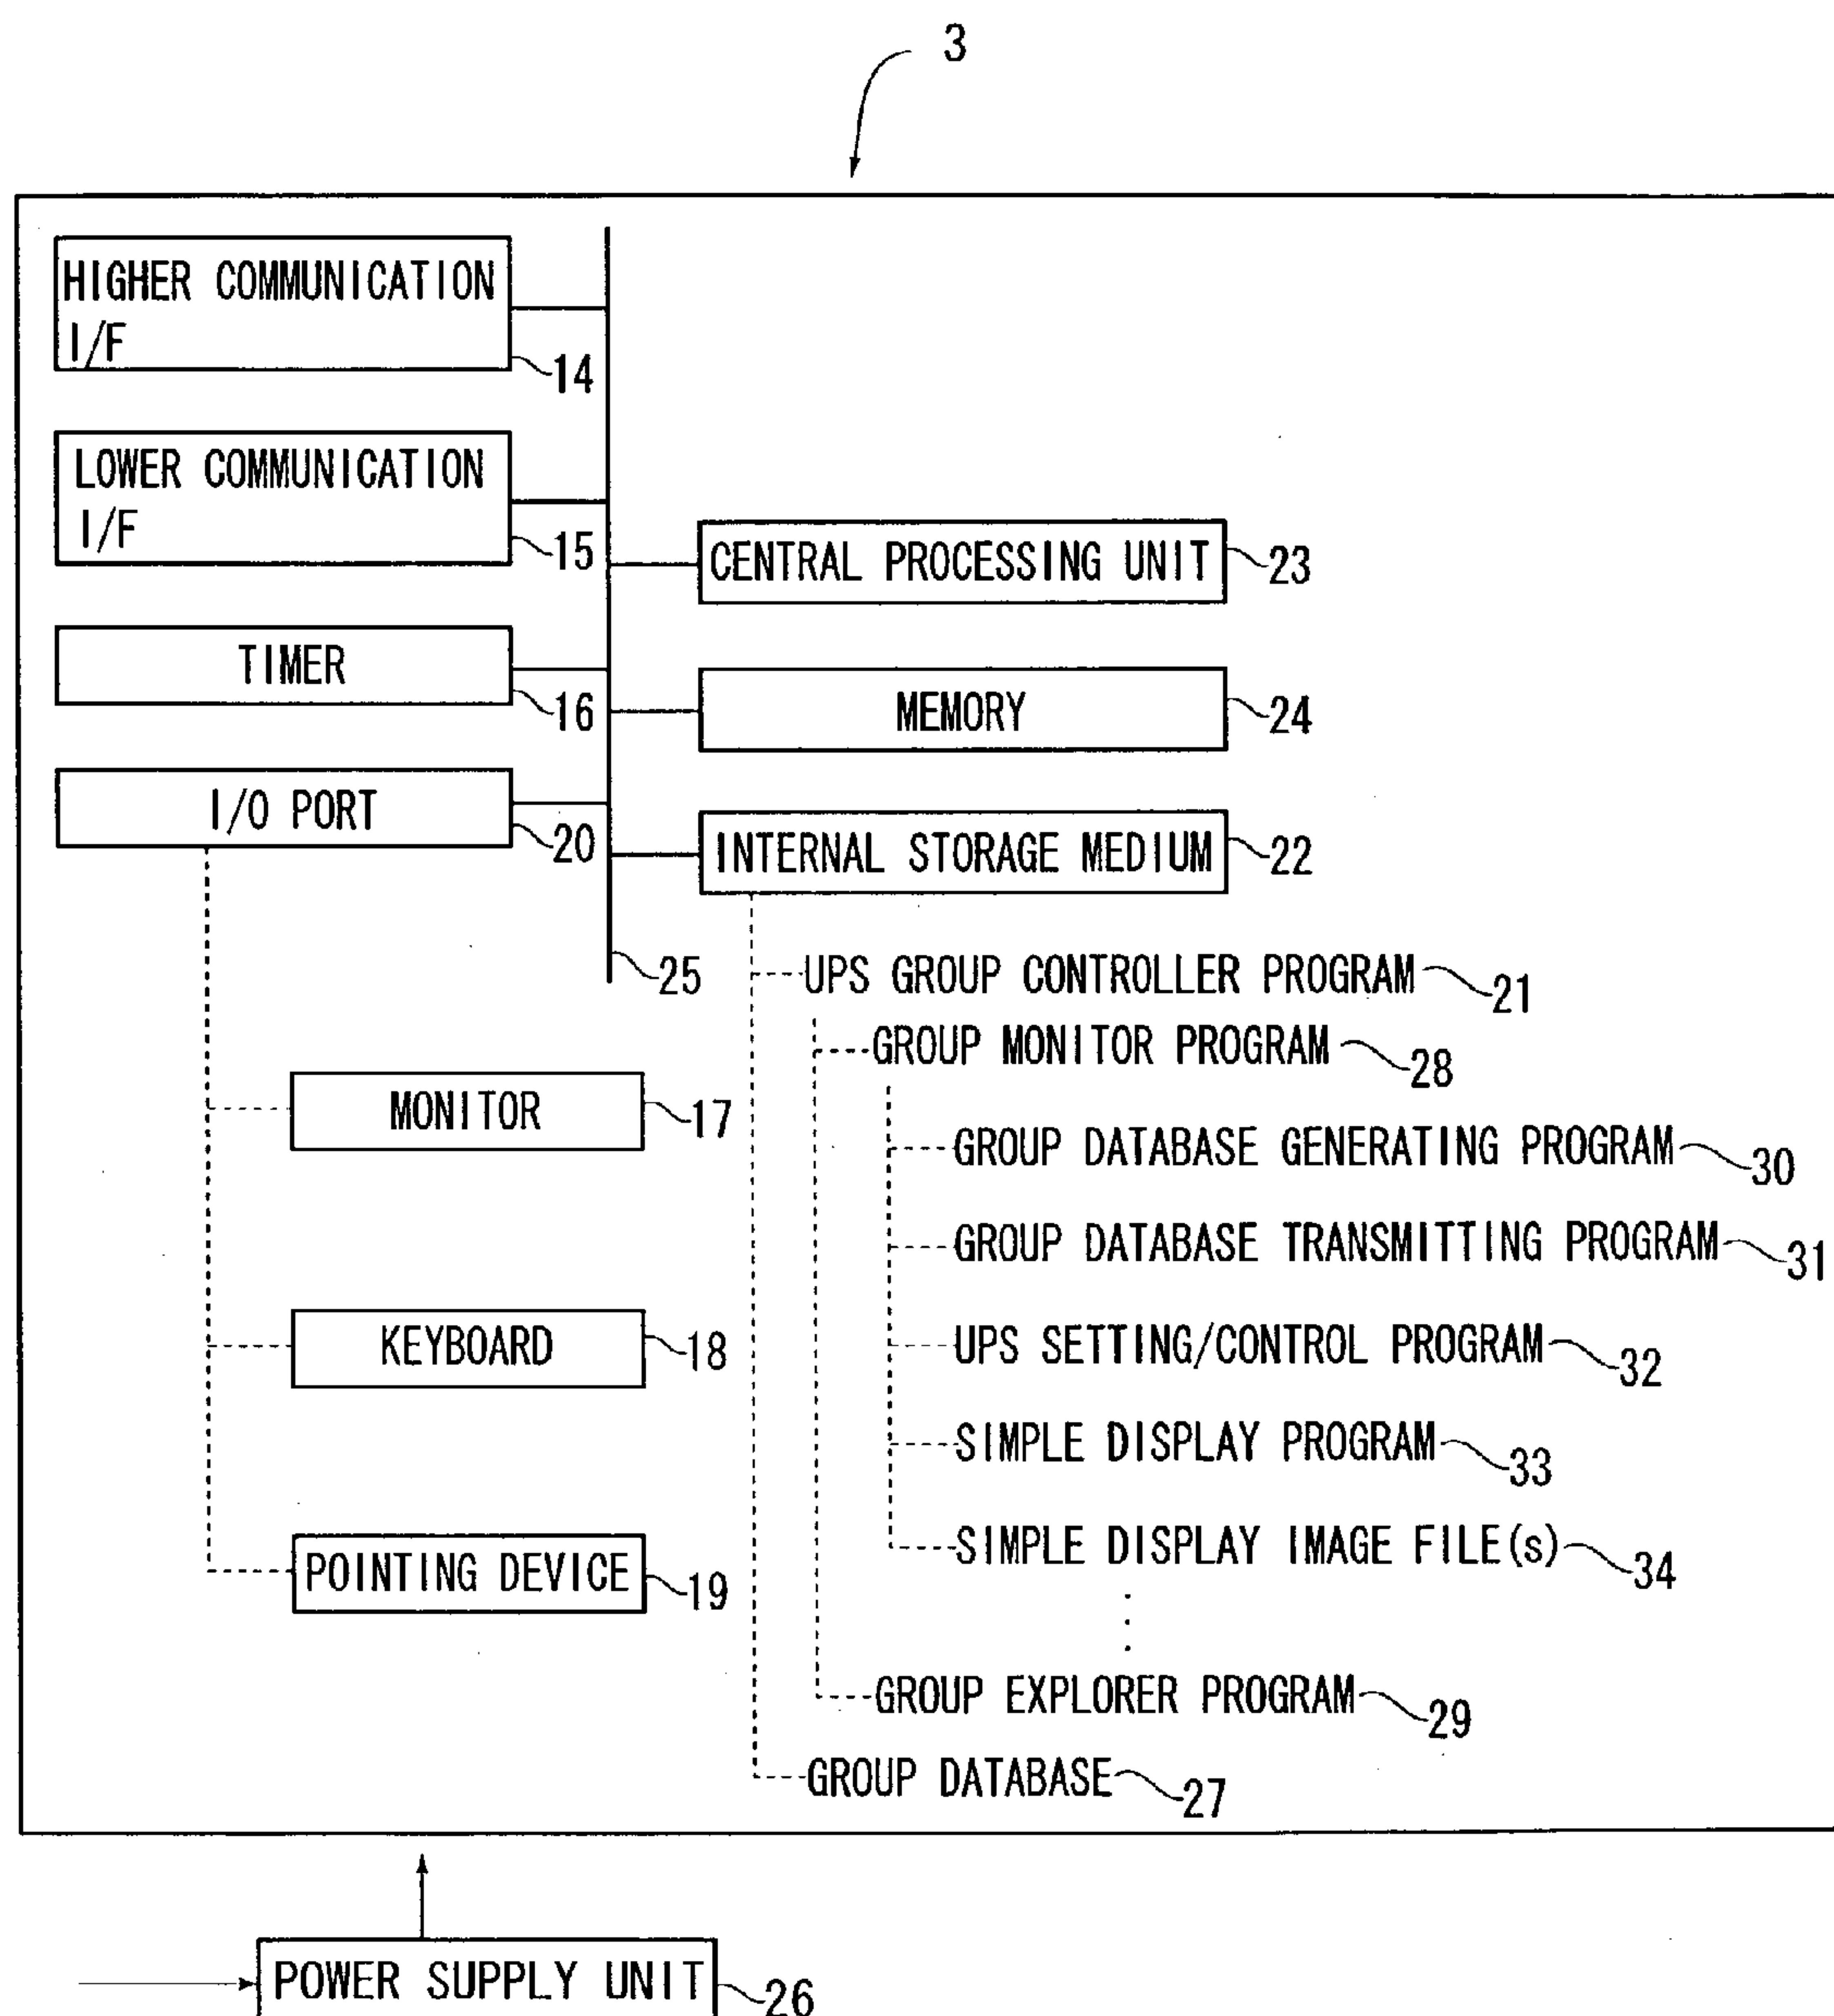 3
HIGHER COMMUNICATION
I/F
14
LOWER COMMUNICATION
I/F
15
CENTRAL PROCESSING UNIT
23
TIMER
16
MEMORY
24
I/O PORT
20
INTERNAL STORAGE MEDIUM
22
25
UPS GROUP CONTROLLER PROGRAM
21
GROUP MONITOR PROGRAM
28
MONITOR
17
GROUP DATABASE GENERATING PROGRAM
30
GROUP DATABASE TRANSMITTING PROGRAM
31
KEYBOARD
18
UPS SETTING/CONTROL PROGRAM
32
SIMPLE DISPLAY PROGRAM
33
POINTING DEVICE
19
SIMPLE DISPLAY IMAGE FILE(s)
34
GROUP EXPLORER PROGRAM
29
GROUP DATABASE
27
POWER SUPPLY UNIT
26